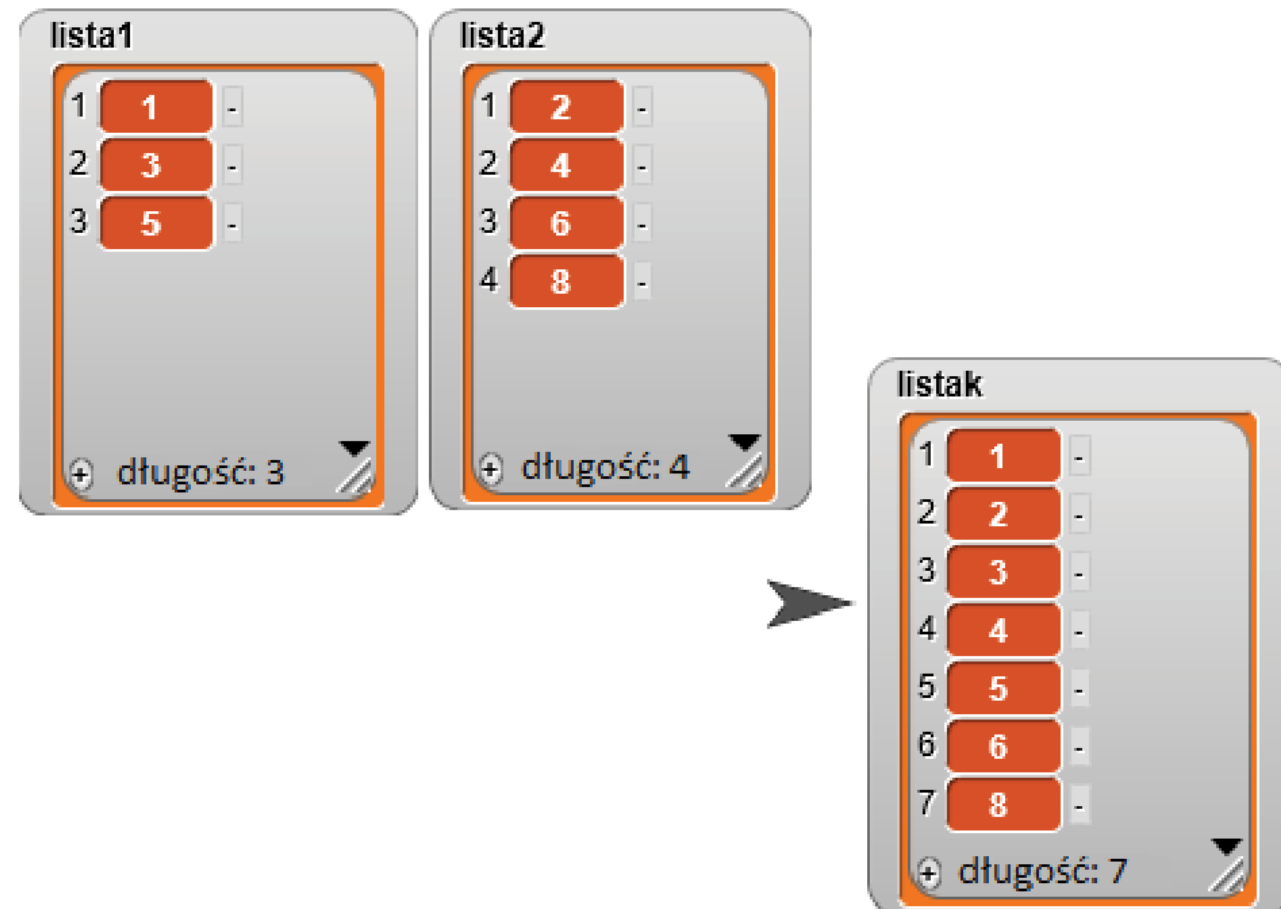 lista1
1 1 -
2 3 -
3 5 -
+ długość: 3
lista2
1 2 -
2 4 -
3 6 -
4 8 -
+ długość: 4
listak
1 1 -
2 2 -
3 3 -
4 4 -
5 5 -
6 6 -
7 8 -
+ długość: 7